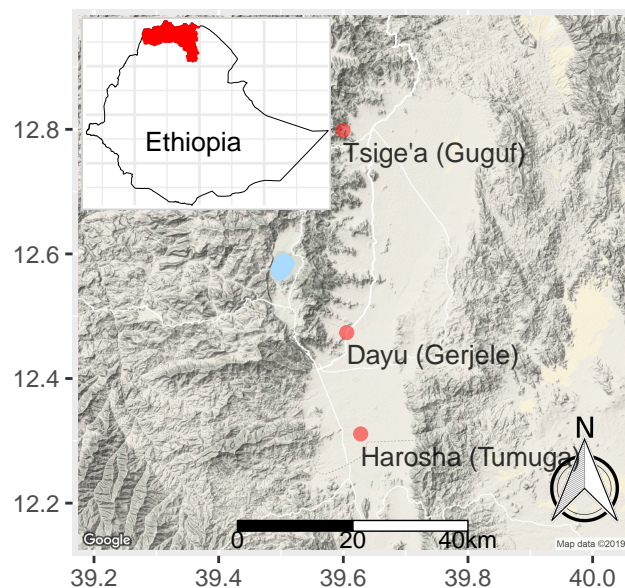 Ethiopia
12.8
Tsige'a (Guguf)
12.6
12.4
Dayu (Gerjele)
Harosha (Tumuga)
N
12.2
0 20 40km
Google
Map data ©2019
39.2 39.4 39.6 39.8 40.0